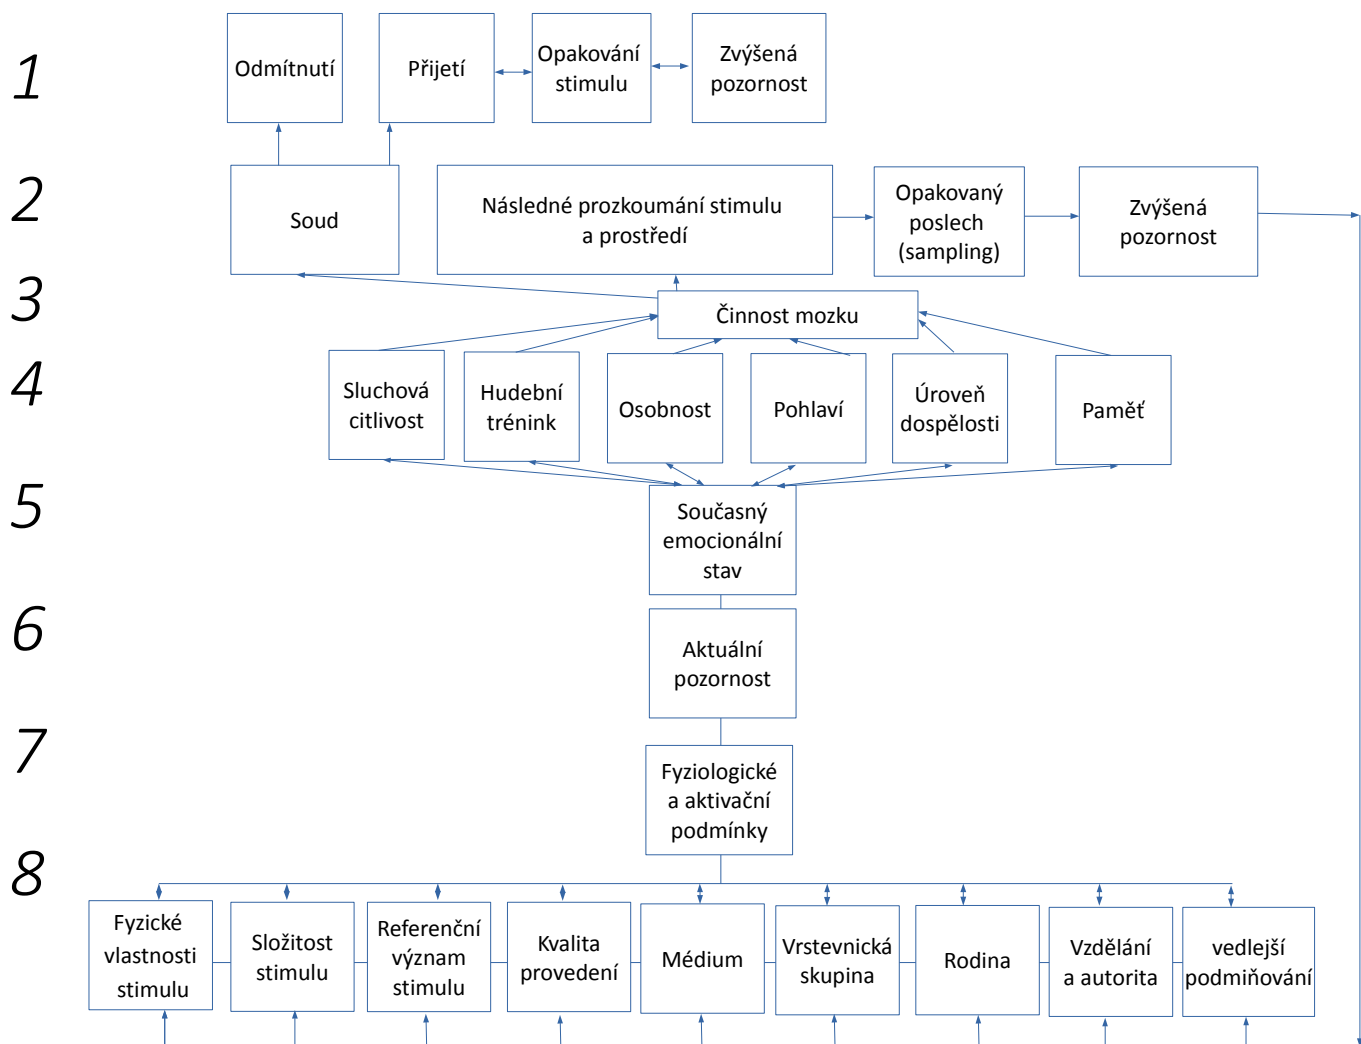 1
Odmítnutí
Přijetí
Opakování
stimulu
Zvýšená
pozornost
2
Soud
Následné prozkoumání stimulu
a prostředí
Opakovaný
poslech
(sampling)
Zvýšená
pozornost
3
Činnost mozku
4
Sluchová
citlivost
Hudební
trénink
Osobnost
Pohlaví
Úroveň
dospělosti
Paměť
5
Současný
emocionální
stav
6
Aktuální
pozornost
7
Fyziologické
a aktivační
podmínky
8
Fyzické
vlastnosti
stimulu
Složitost
stimulu
Referenční
význam
stimulu
Kvalita
provedení
Médium
Vrstevnická
skupina
Rodina
Vzdělání
a autorita
vedlejší
podmiňování